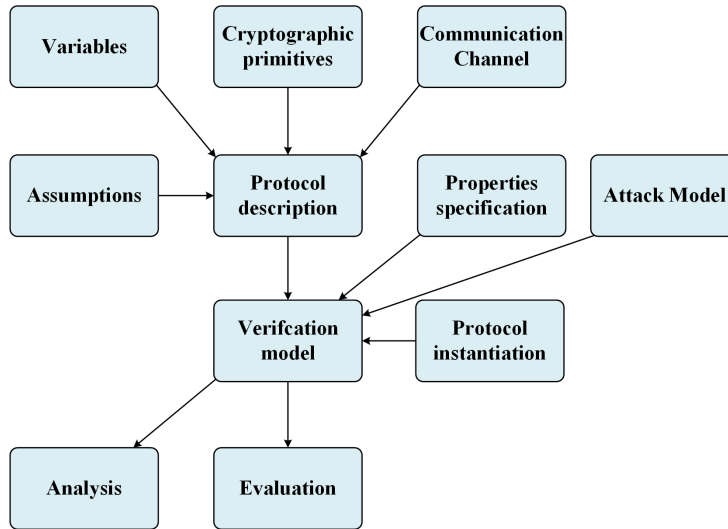 Variables
Cryptographic
primitives
Communication
Channel
Assumptions
Protocol
description
Properties
specification
Attack Model
Verifcation
model
Protocol
instantiation
Analysis
Evaluation